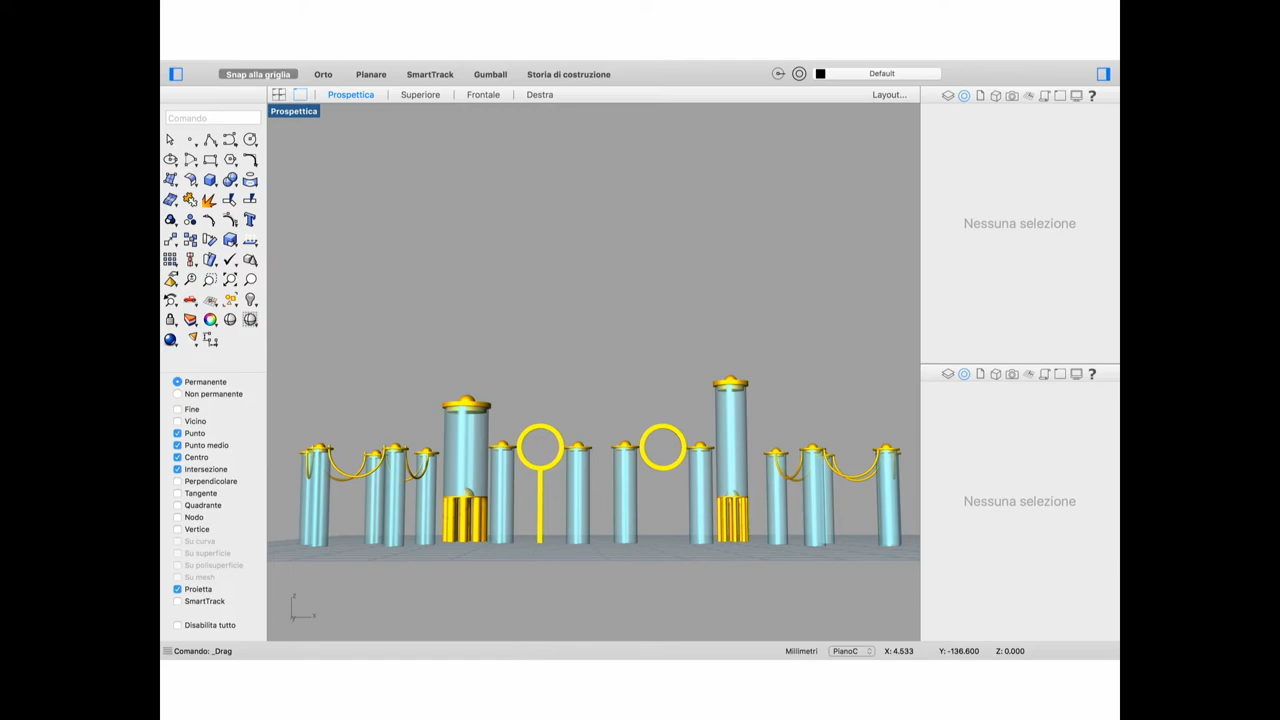 Snap alla griglia Orto Planare SmartTrack Gumball Storia di costruzione Default
Prospettica Superiore Frontale Destra Layout...
Prospettica
Comando
Nessuna selezione
Permanente
Non permanente
Fine
Vicino
Punto
Punto medio
Centro
Intersezione
Perpendicolare
Tangente
Quadrante
Nodo
Vertice
Su curva
Su superficie
Su polisuperficie
Su mesh
Proietta
SmartTrack
Disabilita tutto
Nessuna selezione
z
x
y
Comando: _Drag Millimetri PianoC X: 4.533 Y: -136.600 Z: 0.000